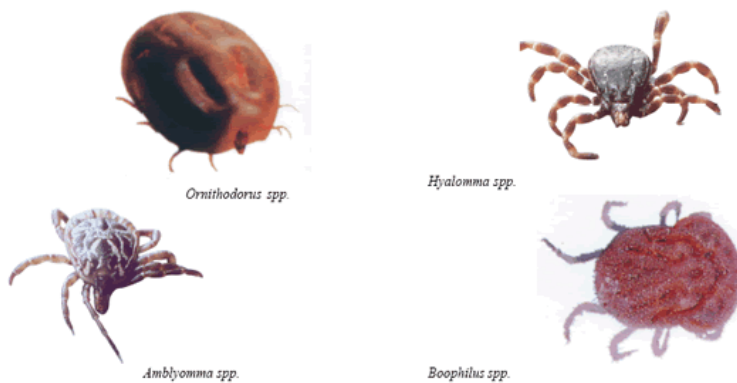 Ornithodorus spp.
Hyalomma spp.
Amblyomma spp.
Boophilus spp.